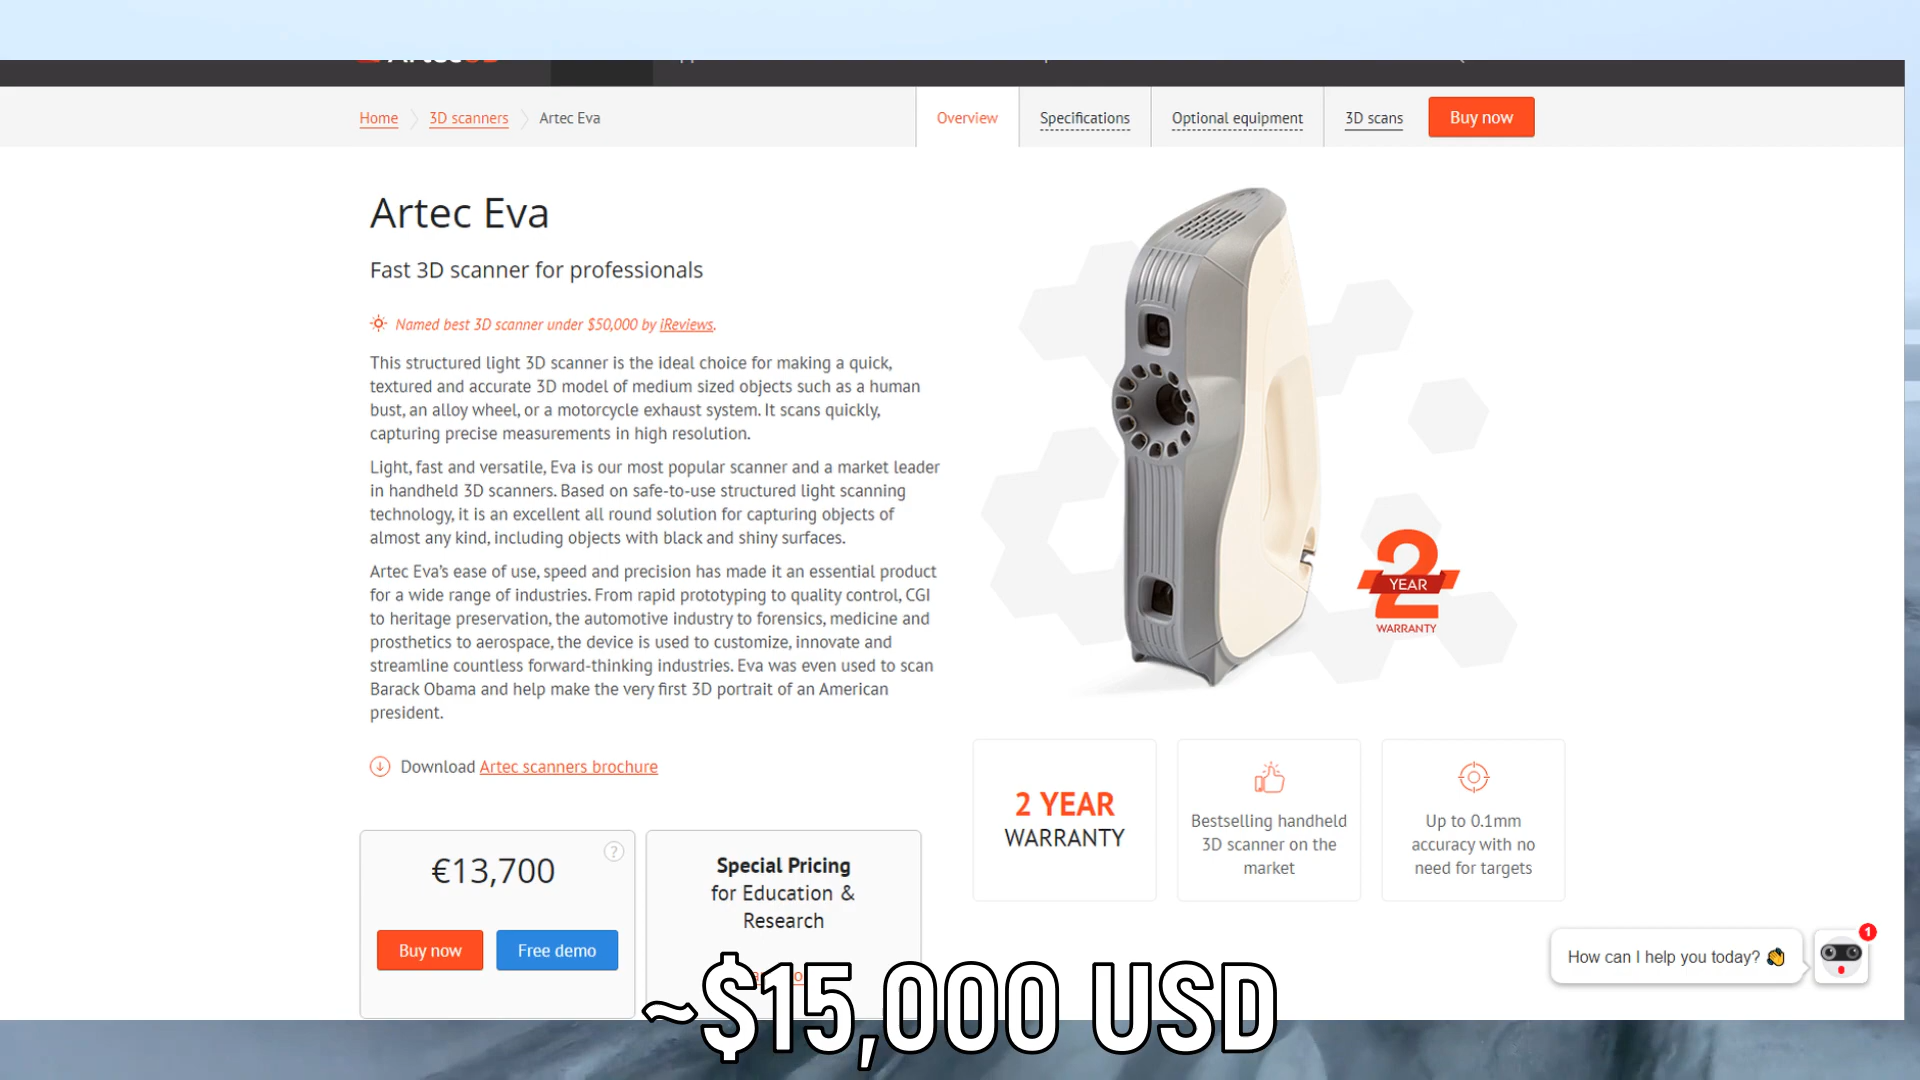 Home
3D scanners
Artec Eva
Overview
Specifications
Optional equipment
3D scans
Buy now
Artec Eva
Fast 3D scanner for professionals
Named best 3D scanner under $50,000 by iReviews.
This structured light 3D scanner is the ideal choice for making a quick,
textured and accurate 3D model of medium sized objects such as a human
bust, an alloy wheel, or a motorcycle exhaust system. It scans quickly,
capturing precise measurements in high resolution.
Light, fast and versatile, Eva is our most popular scanner and a market leader
in handheld 3D scanners. Based on safe-to-use structured light scanning
technology, it is an excellent all round solution for capturing objects of
almost any kind, including objects with black and shiny surfaces.
Artec Eva’s ease of use, speed and precision has made it an essential product
for a wide range of industries. From rapid prototyping to quality control, CGI
to heritage preservation, the automotive industry to forensics, medicine and
prosthetics to aerospace, the device is used to customize, innovate and
streamline countless forward-thinking industries. Eva was even used to scan
Barack Obama and help make the very first 3D portrait of an American
president.
Download Artec scanners brochure
2
YEAR
WARRANTY
€13,700
?
Buy now
Free demo
Special Pricing
for Education &
Research
2 YEAR
WARRANTY
Bestselling handheld
3D scanner on the
market
Up to 0.1mm
accuracy with no
need for targets
How can I help you today? 👏
1
~$15,000 USD